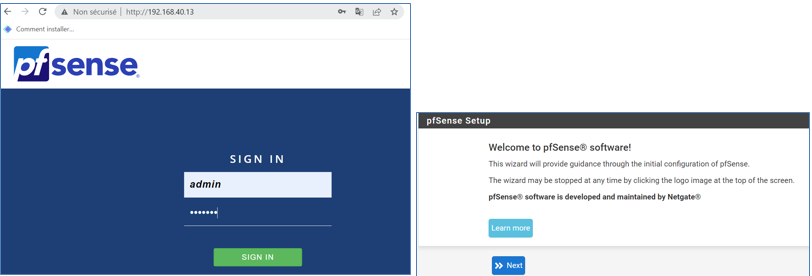 Non sécurisé | http://192.168.40.13
Comment installer...
pfsense®
SIGN IN
admin
•••••••
SIGN IN
pfSense Setup
Welcome to pfSense® software!
This wizard will provide guidance through the initial configuration of pfSense.
The wizard may be stopped at any time by clicking the logo image at the top of the screen.
pfSense® software is developed and maintained by Netgate®
Learn more
Next